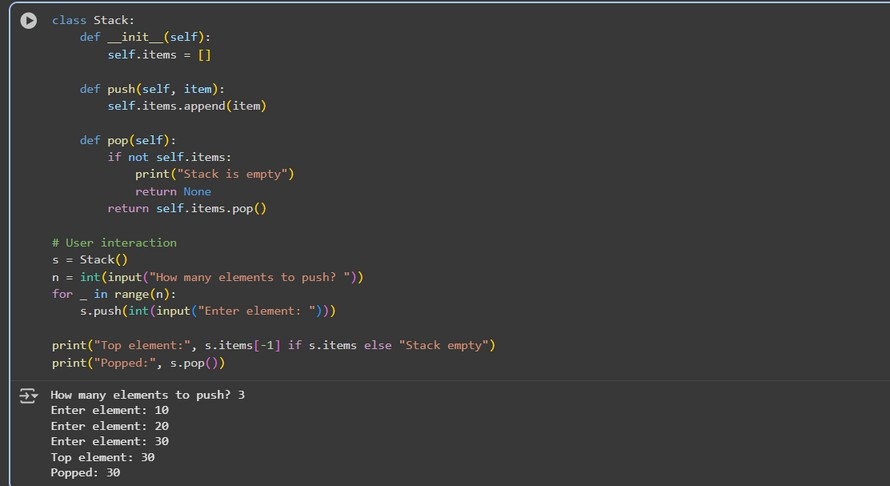 class Stack:
    def __init__(self):
        self.items = []

    def push(self, item):
        self.items.append(item)

    def pop(self):
        if not self.items:
            print("Stack is empty")
            return None
        return self.items.pop()

# User interaction
s = Stack()
n = int(input("How many elements to push? "))
for _ in range(n):
    s.push(int(input("Enter element: ")))

print("Top element:", s.items[-1] if s.items else "Stack empty")
print("Popped:", s.pop())
How many elements to push? 3
Enter element: 10
Enter element: 20
Enter element: 30
Top element: 30
Popped: 30